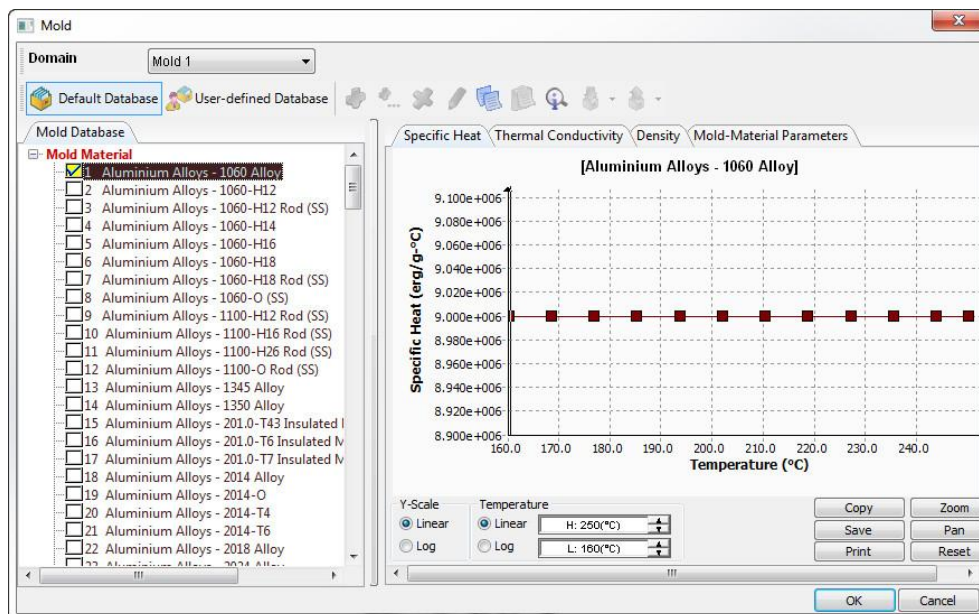 Mold
Domain
Mold 1
Default Database
User-defined Database
Mold Database
Mold Material
1 Aluminium Alloys - 1060 Alloy
2 Aluminium Alloys - 1060-H12
3 Aluminium Alloys - 1060-H12 Rod (SS)
4 Aluminium Alloys - 1060-H14
5 Aluminium Alloys - 1060-H16
6 Aluminium Alloys - 1060-H18
7 Aluminium Alloys - 1060-H18 Rod (SS)
8 Aluminium Alloys - 1060-O (SS)
9 Aluminium Alloys - 1100-H12 Rod (SS)
10 Aluminium Alloys - 1100-H16 Rod (SS)
11 Aluminium Alloys - 1100-H26 Rod (SS)
12 Aluminium Alloys - 1100-O Rod (SS)
13 Aluminium Alloys - 1345 Alloy
14 Aluminium Alloys - 1350 Alloy
15 Aluminium Alloys - 201.0-T43 Insulated
16 Aluminium Alloys - 201.0-T6 Insulated M
17 Aluminium Alloys - 201.0-T7 Insulated M
18 Aluminium Alloys - 2014 Alloy
19 Aluminium Alloys - 2014-O
20 Aluminium Alloys - 2014-T4
21 Aluminium Alloys - 2014-T6
22 Aluminium Alloys - 2018 Alloy
Specific Heat
Thermal Conductivity
Density
Mold-Material Parameters
[Aluminium Alloys - 1060 Alloy]
Specific Heat (erg/g-°C)
9.100e+006
9.080e+006
9.060e+006
9.040e+006
9.020e+006
9.000e+006
8.980e+006
8.960e+006
8.940e+006
8.920e+006
8.900e+006
160.0 170.0 180.0 190.0 200.0 210.0 220.0 230.0 240.0
Temperature (°C)
Y-Scale
Linear
Log
Temperature
Linear
Log
H: 250(°C)
L: 160(°C)
Copy
Zoom
Save
Pan
Print
Reset
OK
Cancel